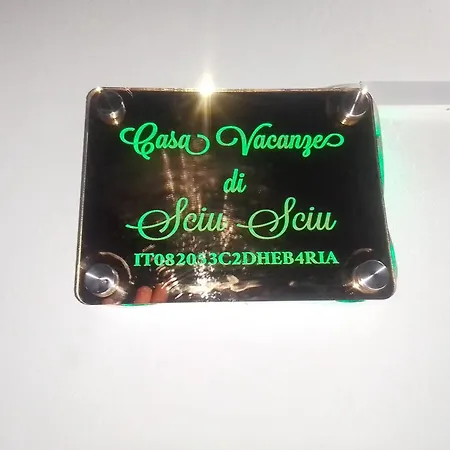 Casa Vacanze
di
Sciu Sciu
IT082053C2DHEB4RIA